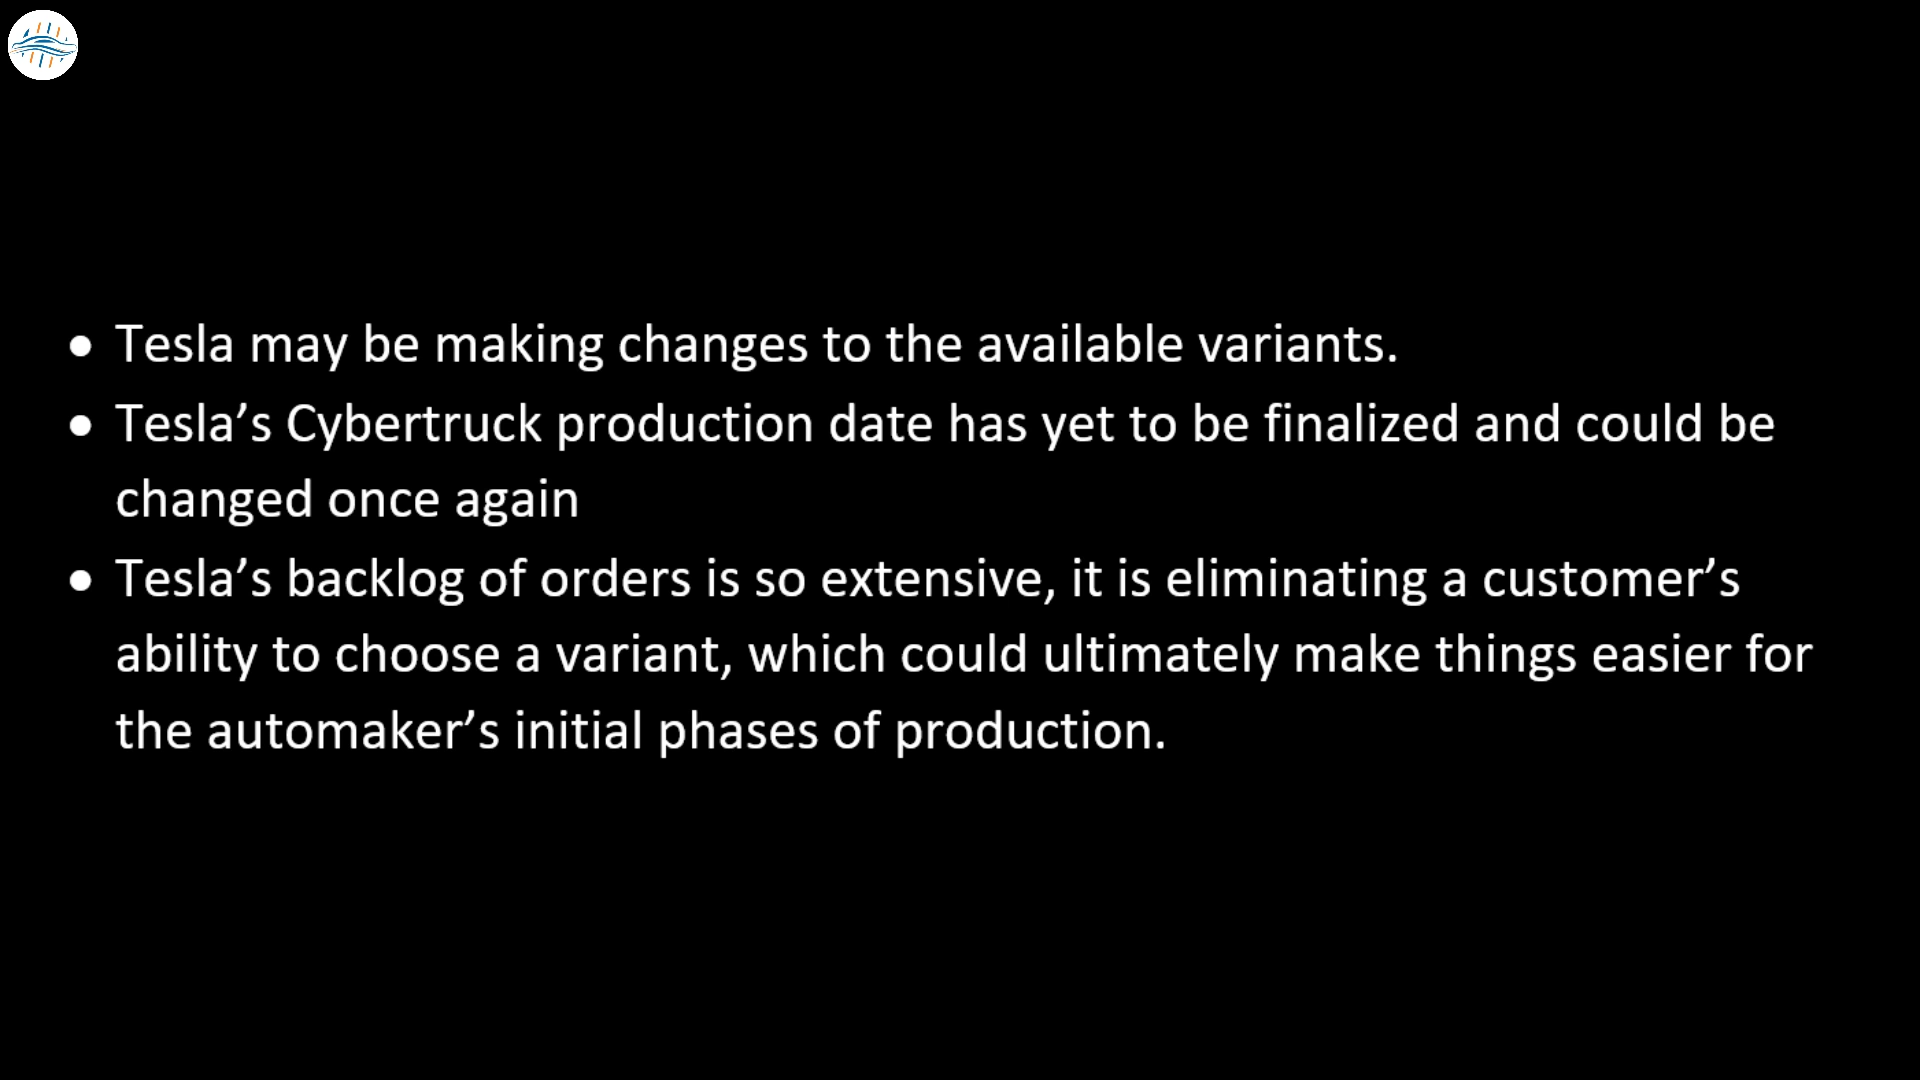 • Tesla may be making changes to the available variants.
• Tesla’s Cybertruck production date has yet to be finalized and could be
changed once again
• Tesla’s backlog of orders is so extensive, it is eliminating a customer’s
ability to choose a variant, which could ultimately make things easier for
the automaker’s initial phases of production.